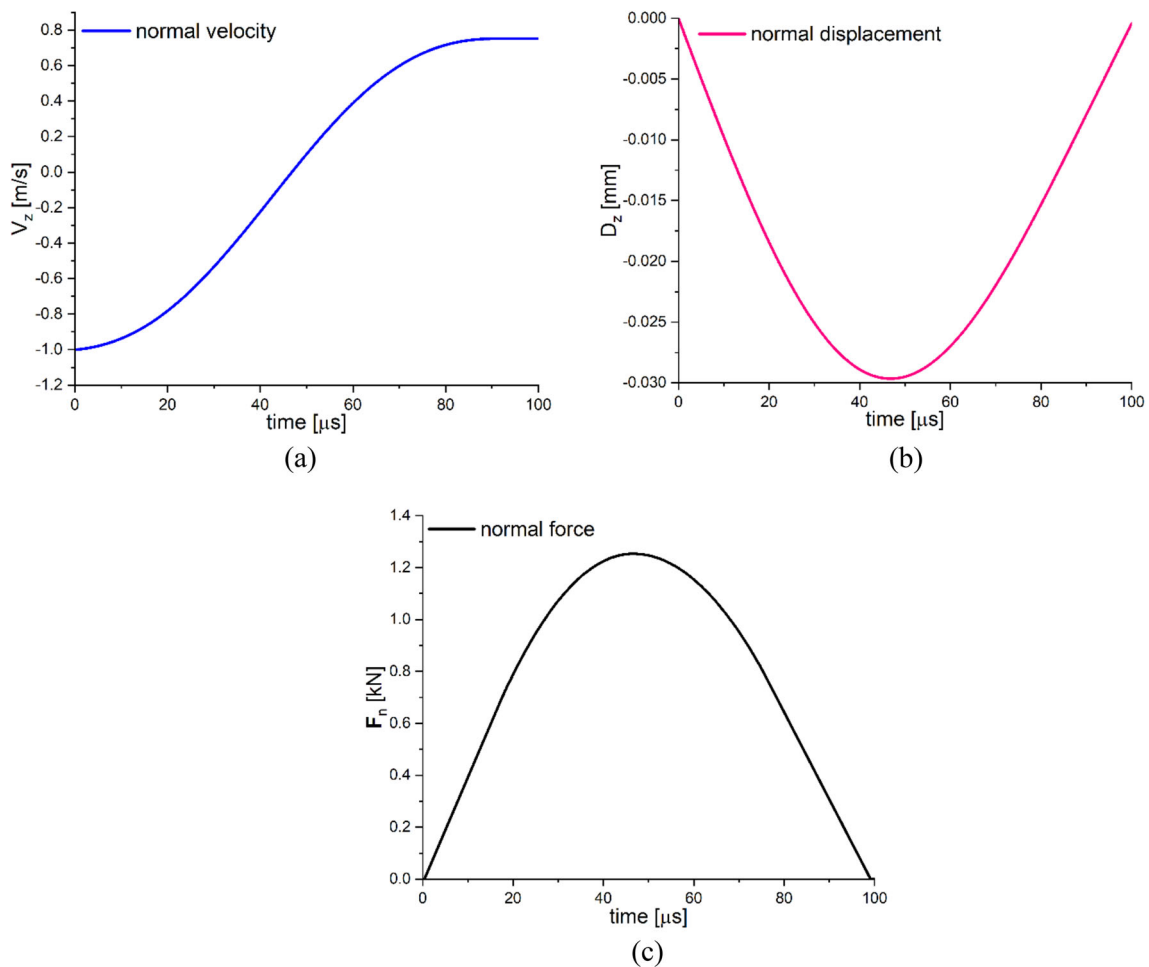 normal velocity
0.8
0.6
0.4
0.2
0.0
-0.2
-0.4
-0.6
-0.8
-1.0
-1.2
V_z [m/s]
0 20 40 60 80 100
time [μs]
(a)
normal displacement
0.000
-0.005
-0.010
-0.015
-0.020
-0.025
-0.030
D_z [mm]
0 20 40 60 80 100
time [μs]
(b)
normal force
1.4
1.2
1.0
0.8
0.6
0.4
0.2
0.0
F_n [kN]
0 20 40 60 80 100
time [μs]
(c)